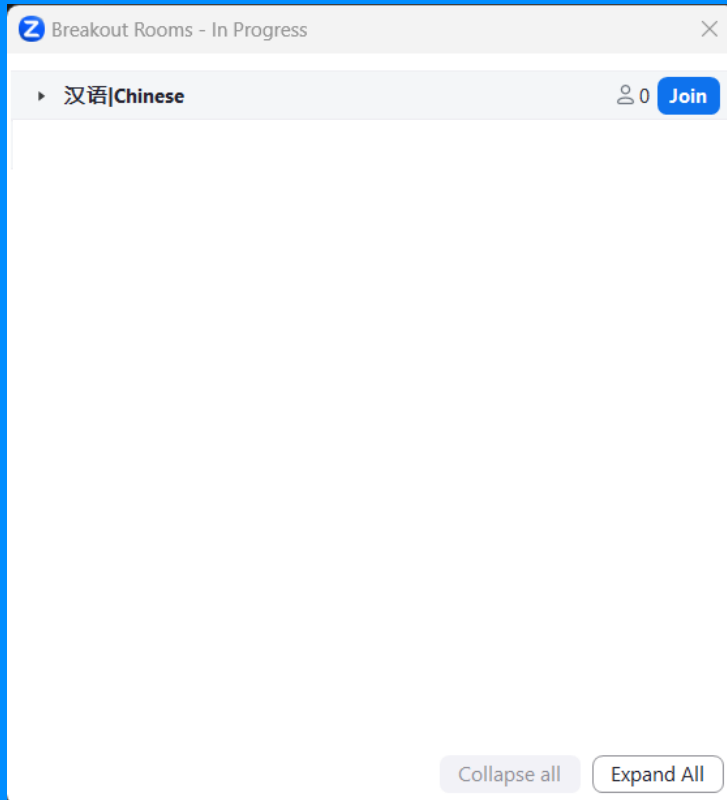 Z Breakout Rooms - In Progress
汉语|Chinese 0 Join
Collapse all Expand All